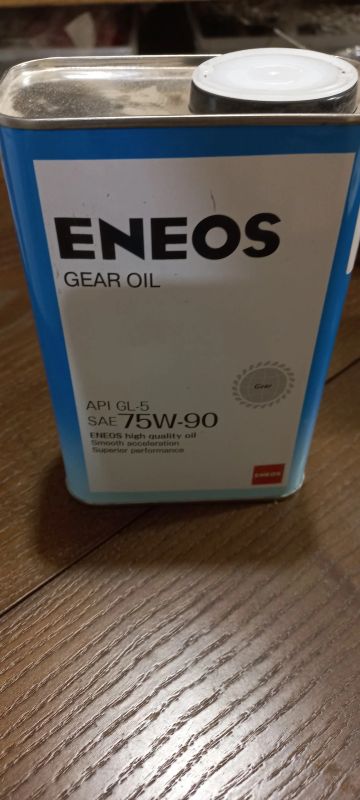 ENEOS
GEAR OIL
Gear
API GL-5
SAE 75W-90
ENEOS high quality oil
Smooth acceleration
Superior performance
ENEOS